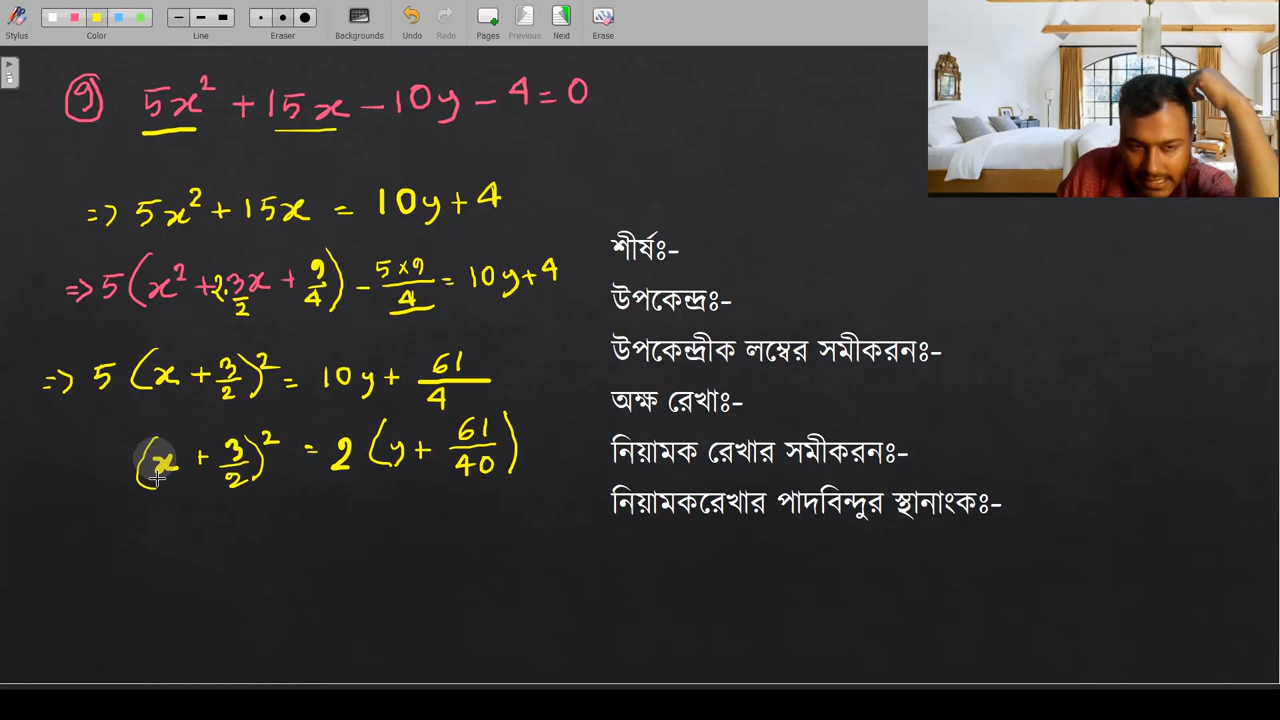 Stylus Color Line Eraser Backgrounds Undo Redo Pages Previous Next Erase
(9) 5x² + 15x − 10y − 4 = 0
=> 5x² + 15x = 10y + 4
=> 5(x² + 2·3/2x + 9/4) − 5×9/4 = 10y + 4
=> 5(x + 3/2)² = 10y + 61/4
(x + 3/2)² = 2(y + 61/40)
শীর্ষঃ-
উপকেন্দ্রঃ-
উপকেন্দ্রীক লম্বের সমীকরনঃ-
অক্ষ রেখাঃ-
নিয়ামক রেখার সমীকরনঃ-
নিয়ামকরেখার পাদবিন্দুর স্থানাংকঃ-